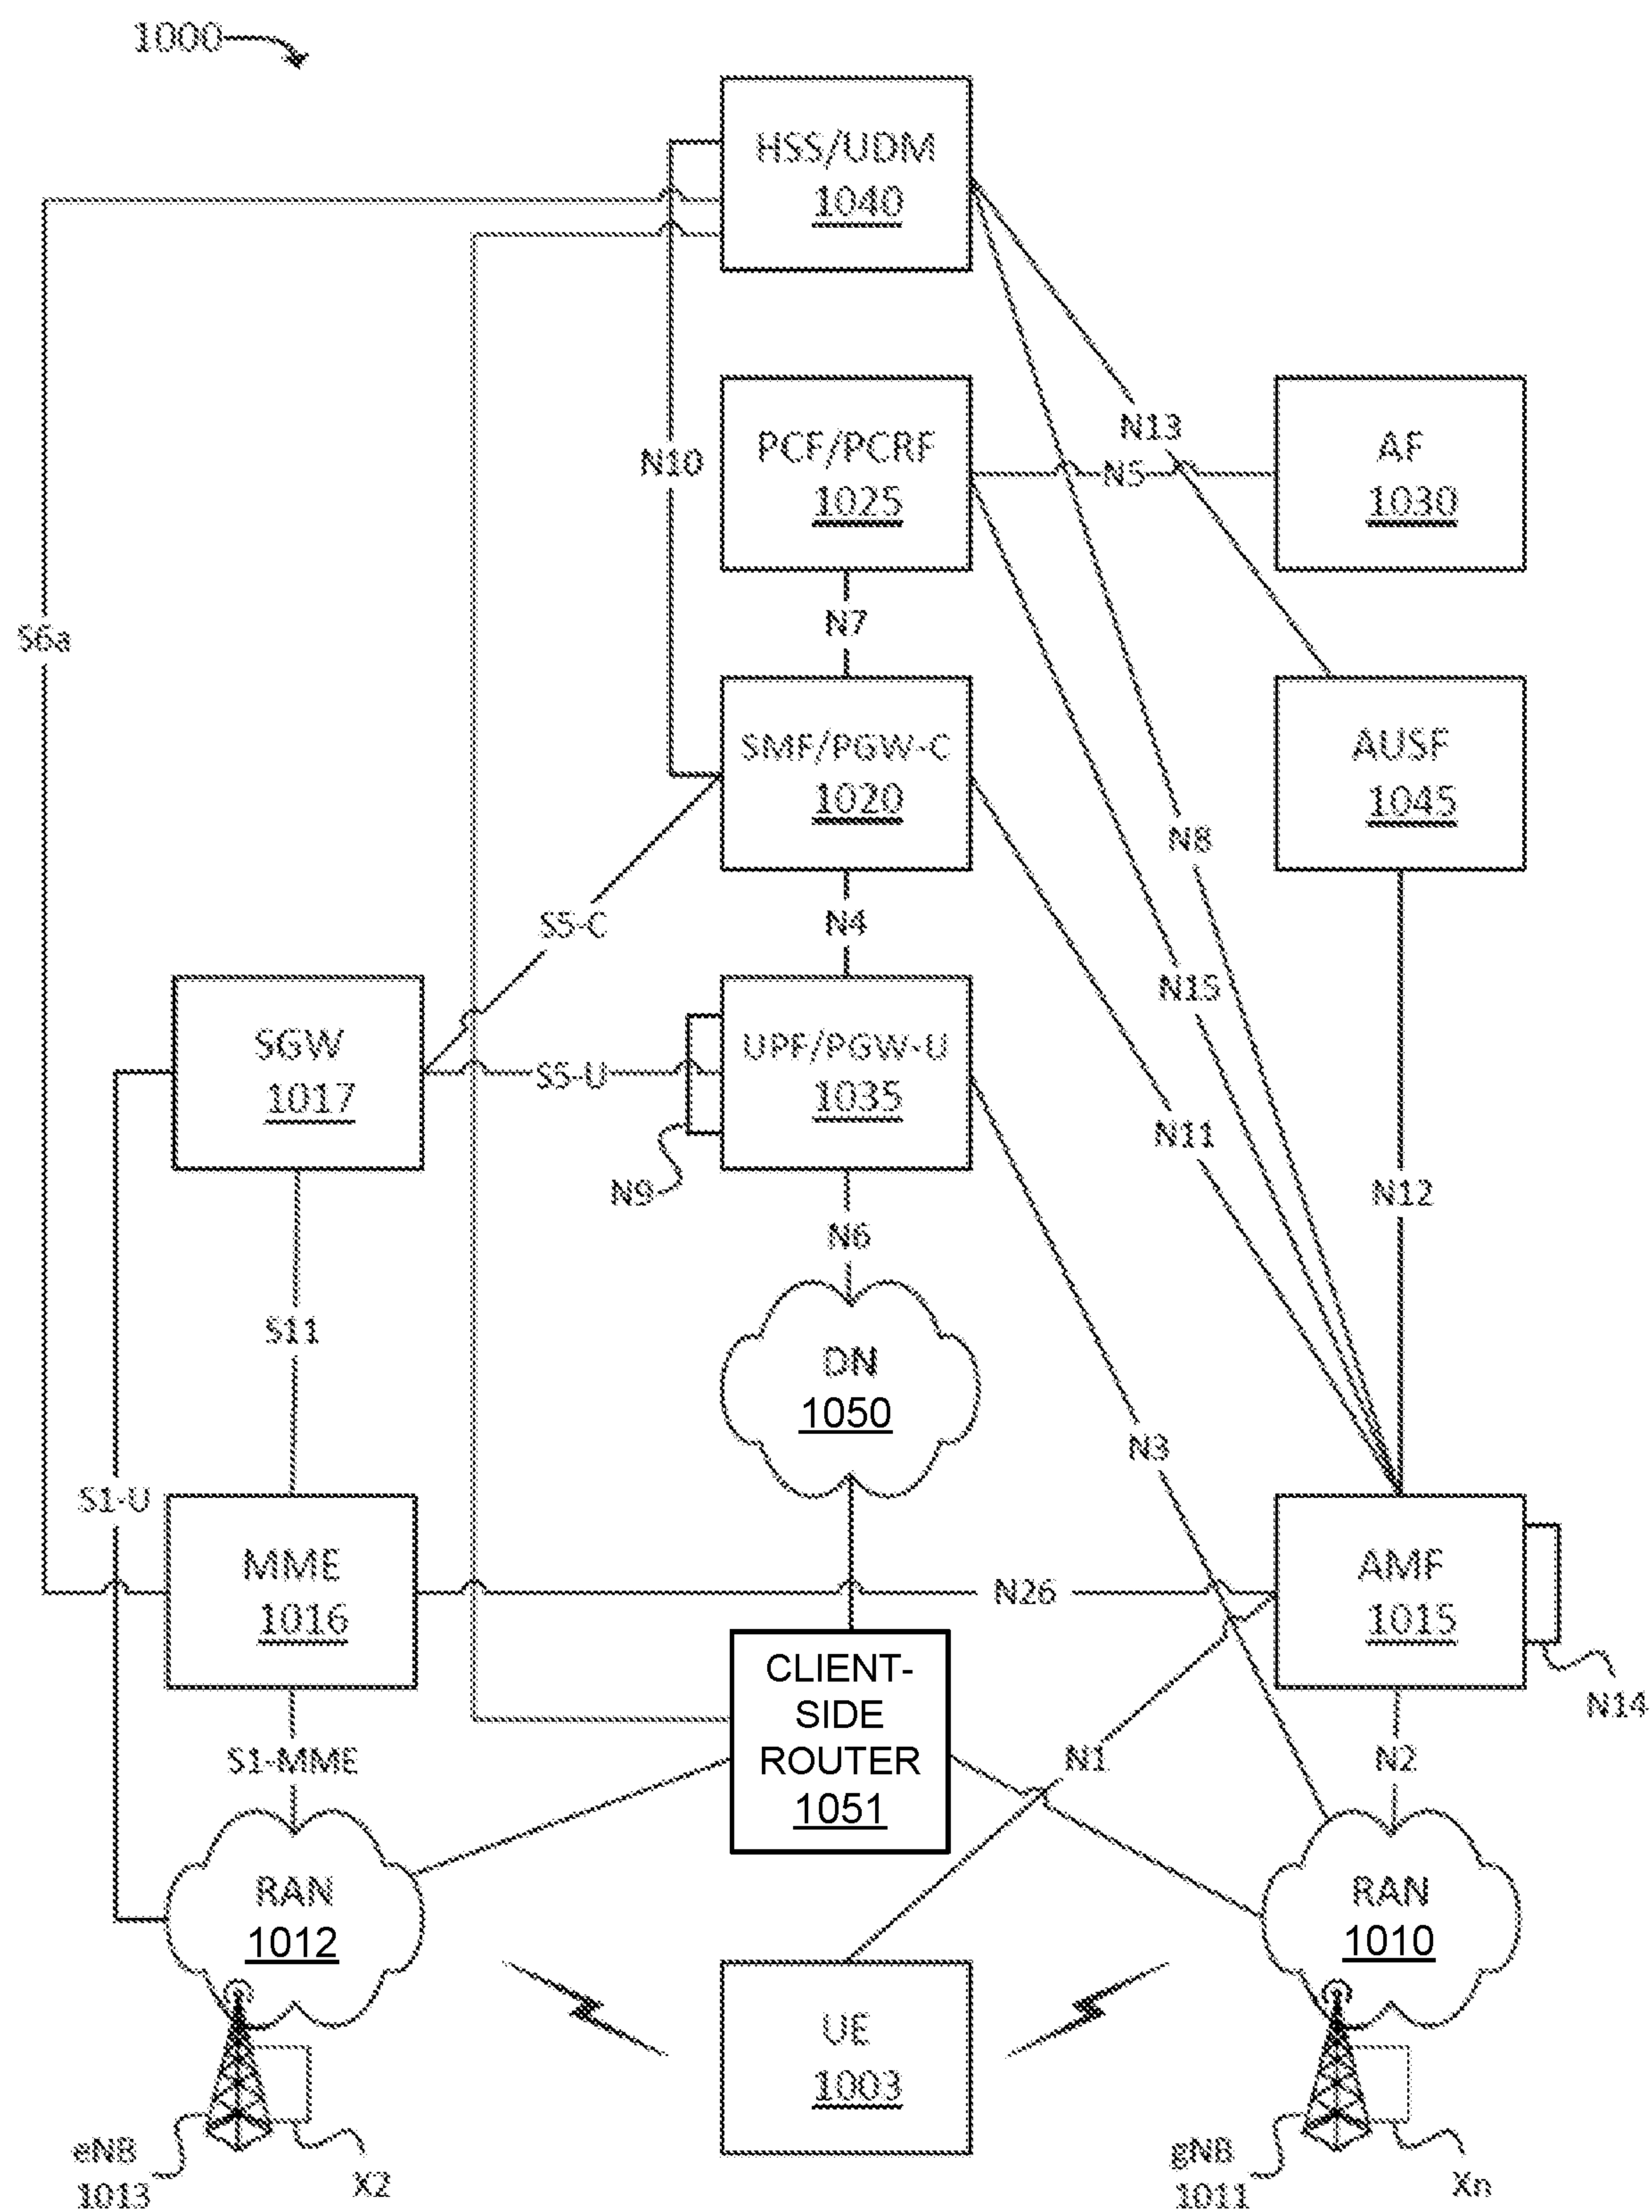 1000
HSS/UDM
1040
N13
PCF/PCRF
1025
N5
AF
1030
N10
N7
S6a
SMF/PGW-C
1020
AUSF
1045
N8
S5-C
N4
N15
SGW
1017
S5-U
UPF/PGW-U
1035
N11
N9
N12
N6
S11
DN
1050
N3
S1-U
MME
1016
N26
AMF
1015
N14
CLIENT-
SIDE
ROUTER
1051
S1-MME
N1
N2
RAN
1012
RAN
1010
UE
1003
eNB
1013
X2
gNB
1011
Xn